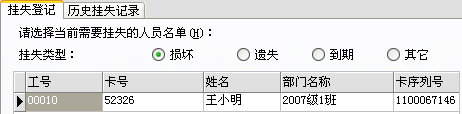 挂失登记 历史挂失记录
请选择当前需要挂失的人员名单(H):
挂失类型: 损坏 遗失 到期 其它
工号 卡号 姓名 部门名称 卡序列号
00010 52326 王小明 2007级1班 1100067146